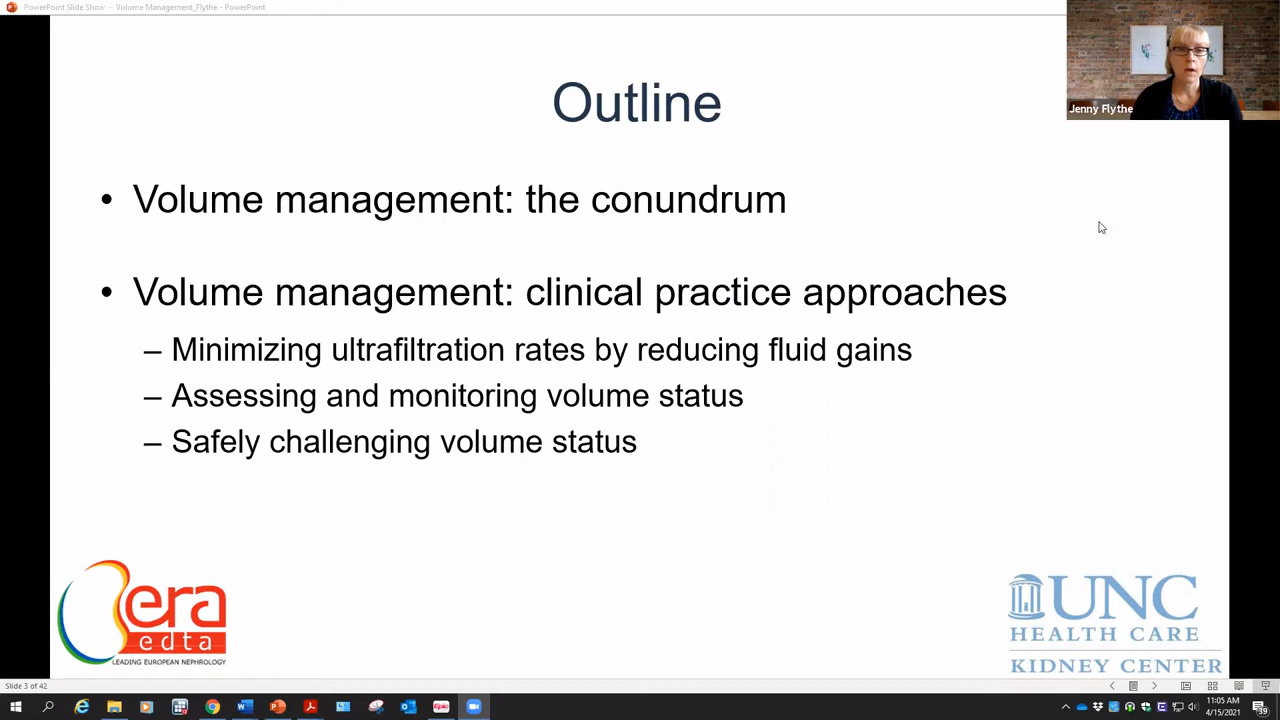 PowerPoint Slide Show - Volume Management_Flythe - PowerPoint
Jenny Flythe
Outline
• Volume management: the conundrum
• Volume management: clinical practice approaches
– Minimizing ultrafiltration rates by reducing fluid gains
– Assessing and monitoring volume status
– Safely challenging volume status
era
edta
LEADING EUROPEAN NEPHROLOGY
UNC
HEALTH CARE
KIDNEY CENTER
Slide 3 of 42
11:05 AM
4/15/2021